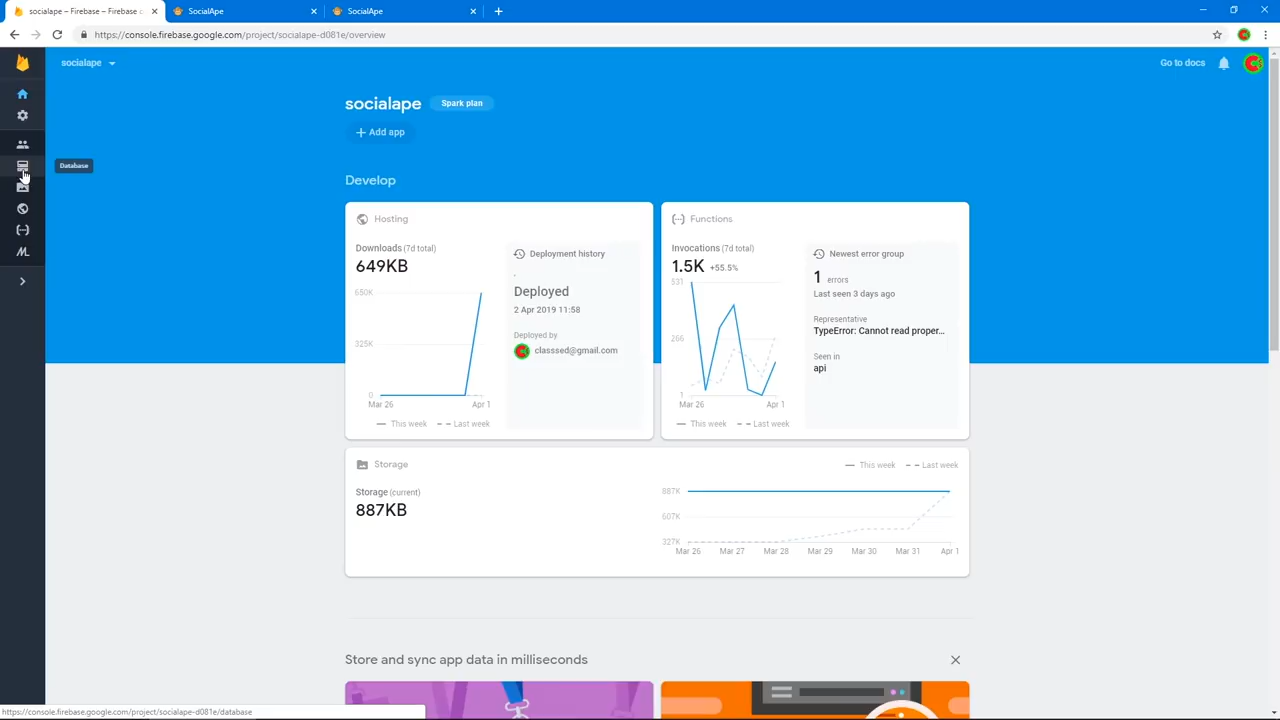 socialape – Firebase – Firebase
SocialApe
SocialApe
https://console.firebase.google.com/project/socialape-d081e/overview
socialape
Go to docs
socialape
Spark plan
Add app
Database
Develop
Hosting
Downloads (7d total)
649KB
650K
325K
0
Mar 26
Apr 1
This week
Last week
Deployment history
.
Deployed
2 Apr 2019 11:58
Deployed by
classsed@gmail.com
Functions
Invocations (7d total)
1.5K +55.5%
531
266
1
Mar 26
Apr 1
This week
Last week
Newest error group
1 errors
Last seen 3 days ago
Representative
TypeError: Cannot read proper...
Seen in
api
Storage
This week
Last week
Storage (current)
887KB
887K
607K
327K
Mar 26
Mar 27
Mar 28
Mar 29
Mar 30
Mar 31
Apr 1
Store and sync app data in milliseconds
https://console.firebase.google.com/project/socialape-d081e/database